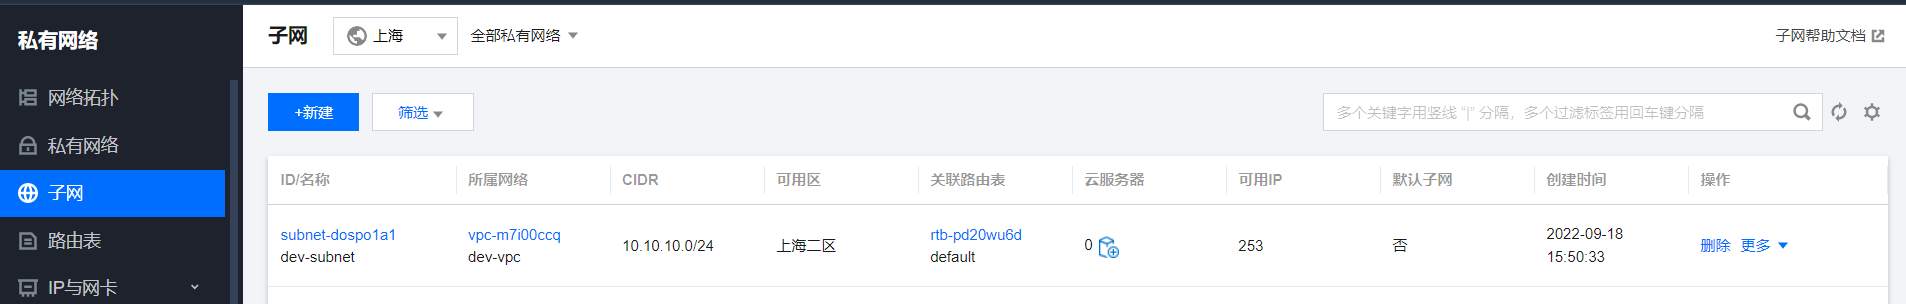 私有网络
网络拓扑
私有网络
子网
路由表
IP与网卡
子网 上海 全部私有网络 子网帮助文档
+新建 筛选 多个关键字用竖线 “|” 分隔，多个过滤标签用回车键分隔
ID/名称 所属网络 CIDR 可用区 关联路由表 云服务器 可用IP 默认子网 创建时间 操作
subnet-dospo1a1 vpc-m7i00ccq 10.10.10.0/24 上海二区 rtb-pd20wu6d 0 253 否 2022-09-18 删除 更多
dev-subnet dev-vpc default 15:50:33